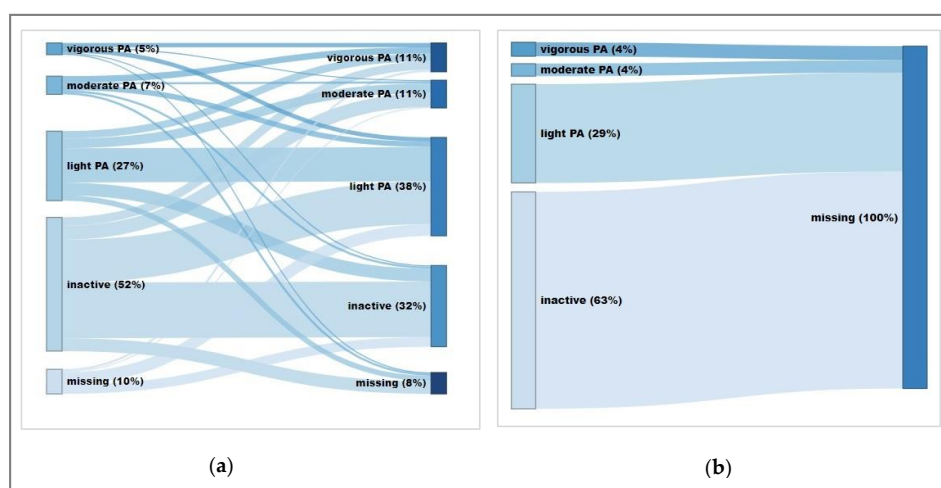 vigorous PA (5%)
moderate PA (7%)
light PA (27%)
inactive (52%)
missing (10%)
vigorous PA (11%)
moderate PA (11%)
light PA (38%)
inactive (32%)
missing (8%)
(a)
vigorous PA (4%)
moderate PA (4%)
light PA (29%)
inactive (63%)
missing (100%)
(b)